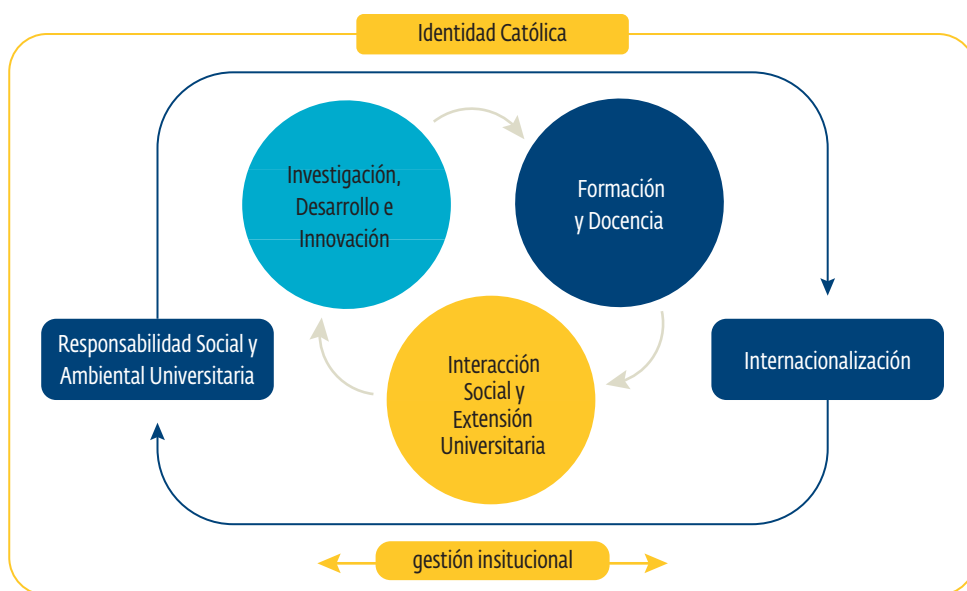 Identidad Católica
Investigación,
Desarrollo e
Innovación
Formación
y Docencia
Responsabilidad Social y
Ambiental Universitaria
Internacionalización
Interacción
Social y
Extensión
Universitaria
gestión insitucional